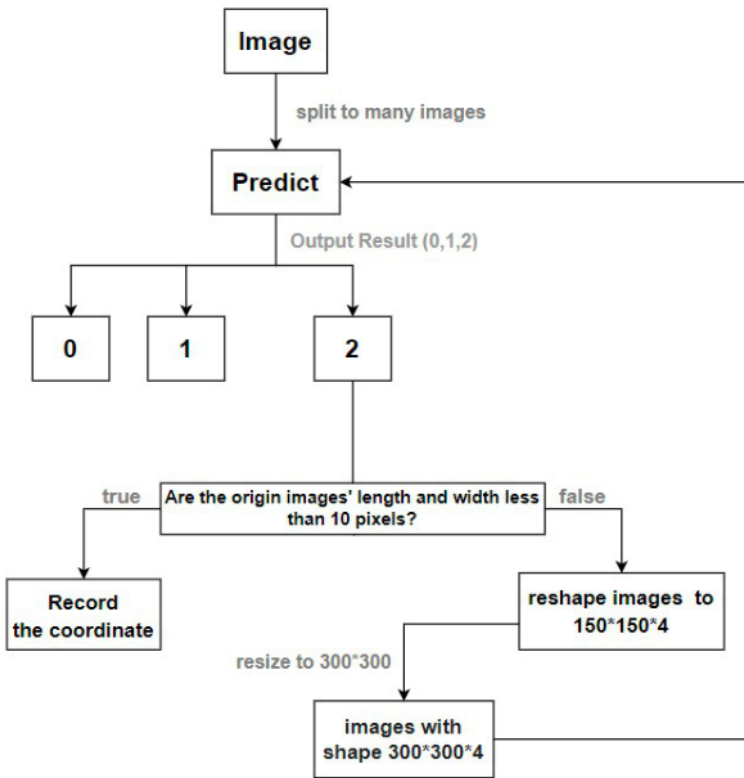 Image
split to many images
Predict
Output Result (0,1,2)
0
1
2
true
Are the origin images' length and width less
than 10 pixels?
false
Record
the coordinate
reshape images to
150*150*4
resize to 300*300
images with
shape 300*300*4